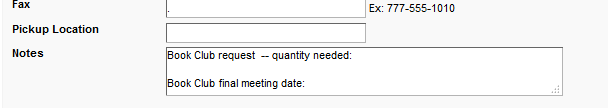 Fax
. Ex: 777-555-1010
Pickup Location
Notes
Book Club request -- quantity needed:
Book Club final meeting date: